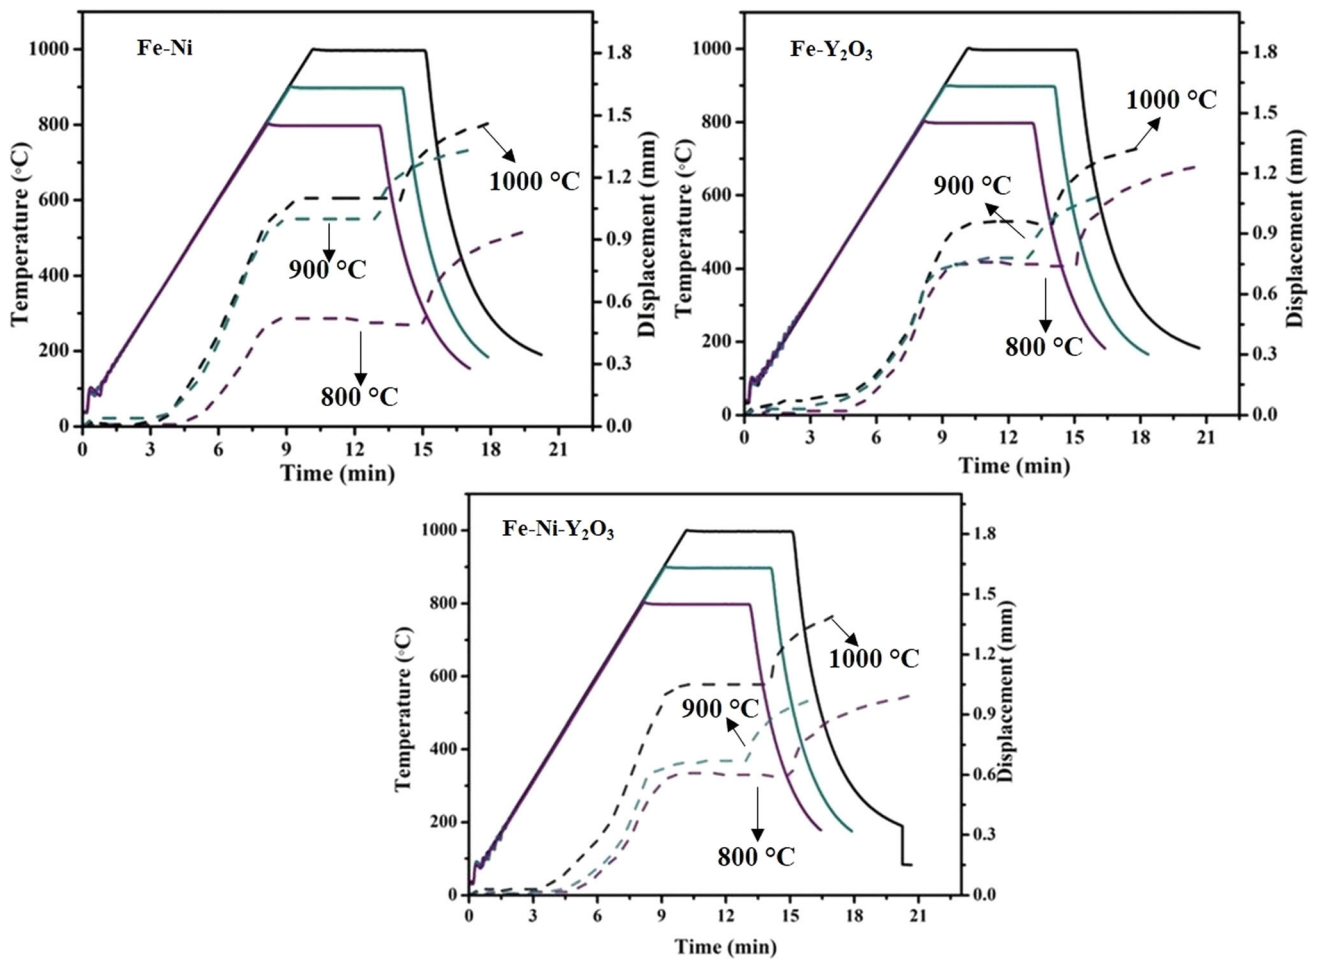 Fe-Ni
1000
800
600
400
200
0
Temperature (°C)
0 3 6 9 12 15 18 21
Time (min)
1.8
1.5
1.2
0.9
0.6
0.3
0.0
DIsplacement (mm)
1000 °C
900 °C
800 °C
Fe-Y₂O₃
1000
800
600
400
200
0
Temperature (°C)
0 3 6 9 12 15 18 21
Time (min)
1.8
1.5
1.2
0.9
0.6
0.3
0.0
Displacement (mm)
1000 °C
900 °C
800 °C
Fe-Ni-Y₂O₃
1000
800
600
400
200
0
Temperature (°C)
0 3 6 9 12 15 18 21
Time (min)
1.8
1.5
1.2
0.9
0.6
0.3
0.0
Displacement (mm)
1000 °C
900 °C
800 °C